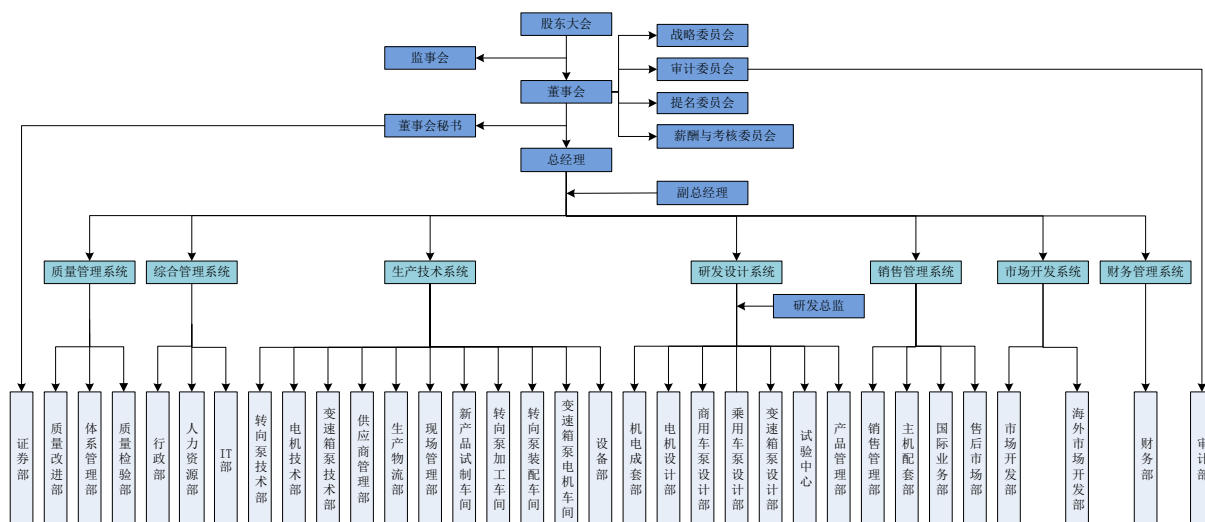 股东大会
战略委员会
监事会
审计委员会
董事会
提名委员会
董事会秘书
薪酬与考核委员会
总经理
副总经理
质量管理系统
综合管理系统
生产技术系统
研发设计系统
销售管理系统
市场开发系统
财务管理系统
研发总监
证券部
质量改进部
体系管理部
质量检验部
行政部
人力资源部
IT部
转向泵技术部
电机技术部
变速箱泵技术部
供应商管理部
生产物流部
现场管理部
新产品试制车间
转向泵加工车间
转向泵装配车间
变速箱泵电机车间
设备部
机电成套部
电机设计部
商用车泵设计部
乘用车泵设计部
变速箱泵设计部
试验中心
产品管理部
销售管理部
主机配套部
国际业务部
售后市场部
市场开发部
海外市场开发部
财务部
审计部